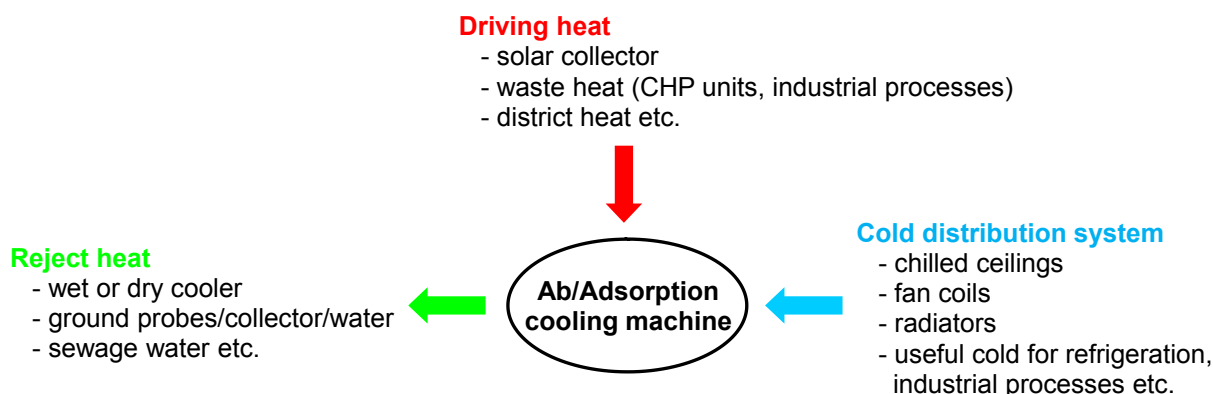 Driving heat
- solar collector
- waste heat (CHP units, industrial processes)
- district heat etc.
Reject heat
- wet or dry cooler
- ground probes/collector/water
- sewage water etc.
Ab/Adsorption
cooling machine
Cold distribution system
- chilled ceilings
- fan coils
- radiators
- useful cold for refrigeration,
industrial processes etc.